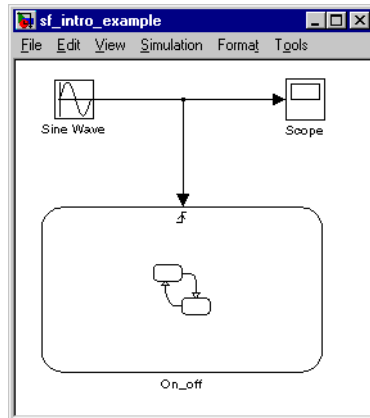 sf_intro_example
File Edit View Simulation Format Tools
Sine Wave
Scope
On_off